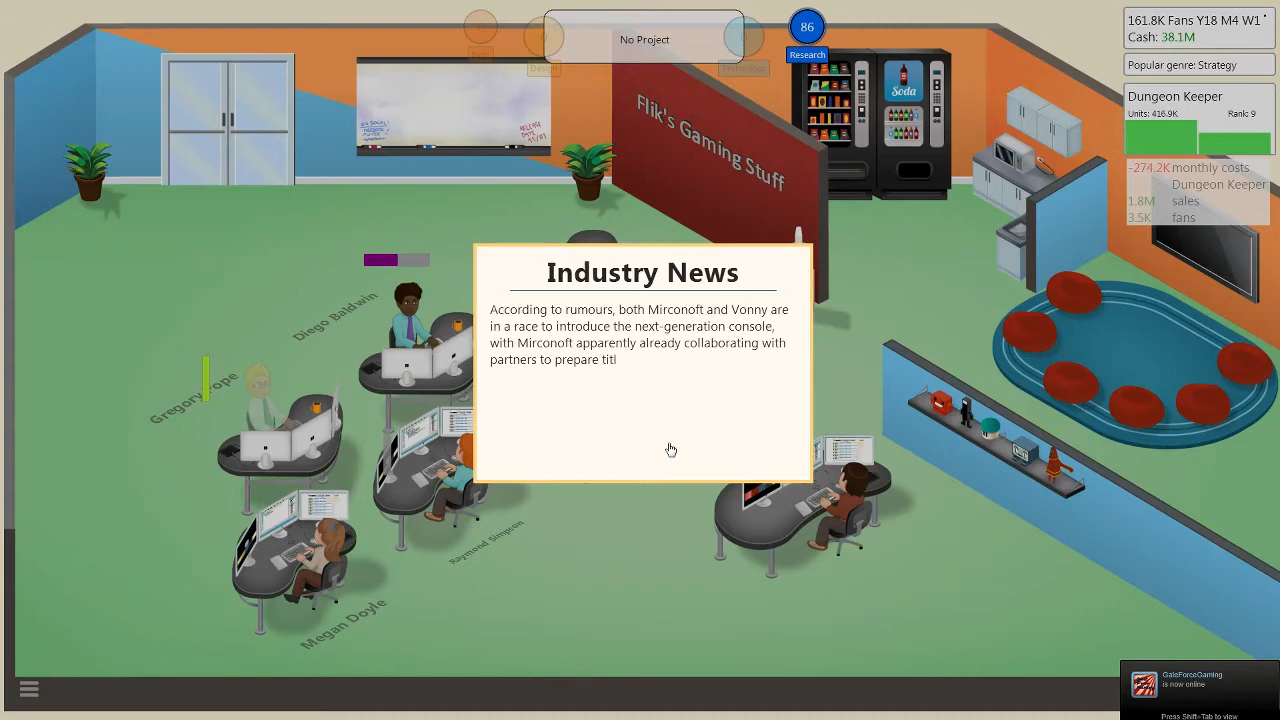 161.8K Fans Y18 M4 W1
Cash: 38.1M
No Project
86
Research
Design
Technology
Popular genre: Strategy
Dungeon Keeper
Units: 416.9K Rank 9
-274.2K monthly costs
Dungeon Keeper
1.8M sales
3.5K fans
Soda
RELEASE
DATE
Flik's Gaming Stuff
Industry News
According to rumours, both Mirconoft and Vonny are
in a race to introduce the next-generation console,
with Mirconoft apparently already collaborating with
partners to prepare titl
Diego Baldwin
Gregory Pope
Raymond Simpson
Megan Doyle
GaleForceGaming
is now online
Press Shift+Tab to view